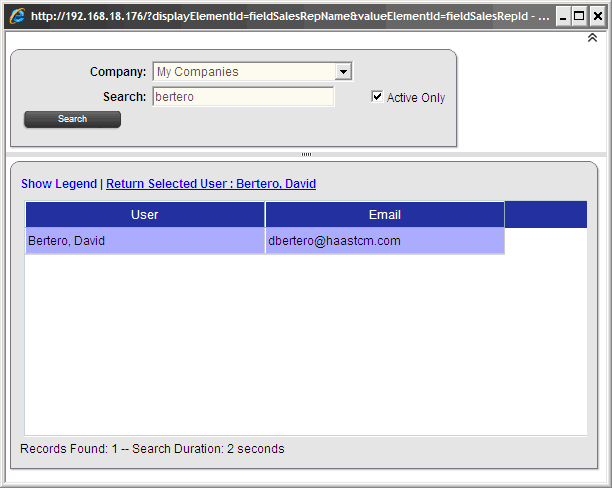 http://192.168.18.176/?displayElementId=fieldSalesRepName&valueElementId=fieldSalesRepId - ...
Company: My Companies
Search: bertero
Active Only
Search
Show Legend | Return Selected User : Bertero, David
User Email
Bertero, David dbertero@haastcm.com
Records Found: 1 -- Search Duration: 2 seconds